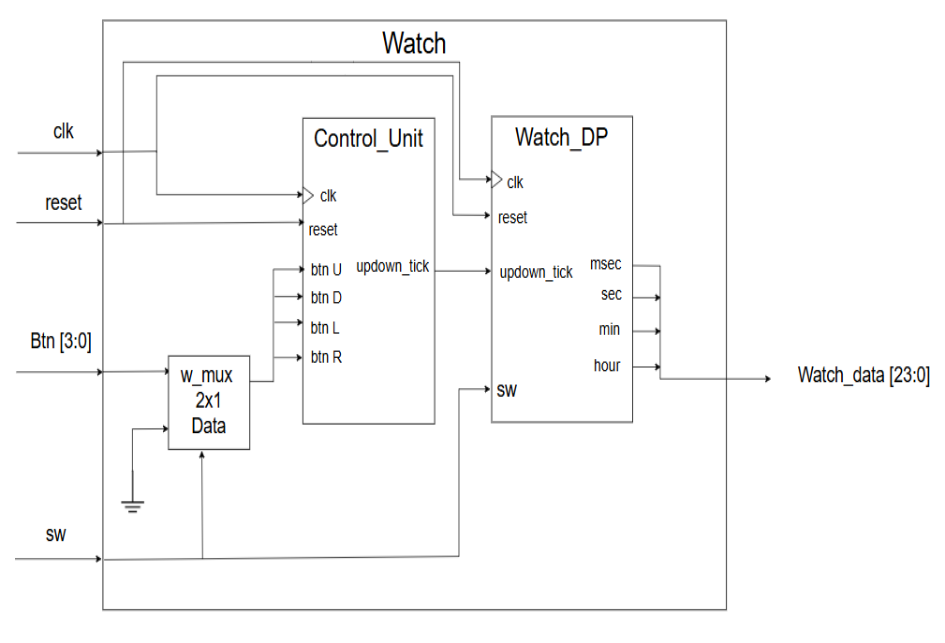 Watch
clk
reset
Btn [3:0]
sw
Control_Unit
clk
reset
btn U
updown_tick
btn D
btn L
btn R
w_mux
2x1
Data
Watch_DP
clk
reset
updown_tick
msec
sec
min
hour
sw
Watch_data [23:0]